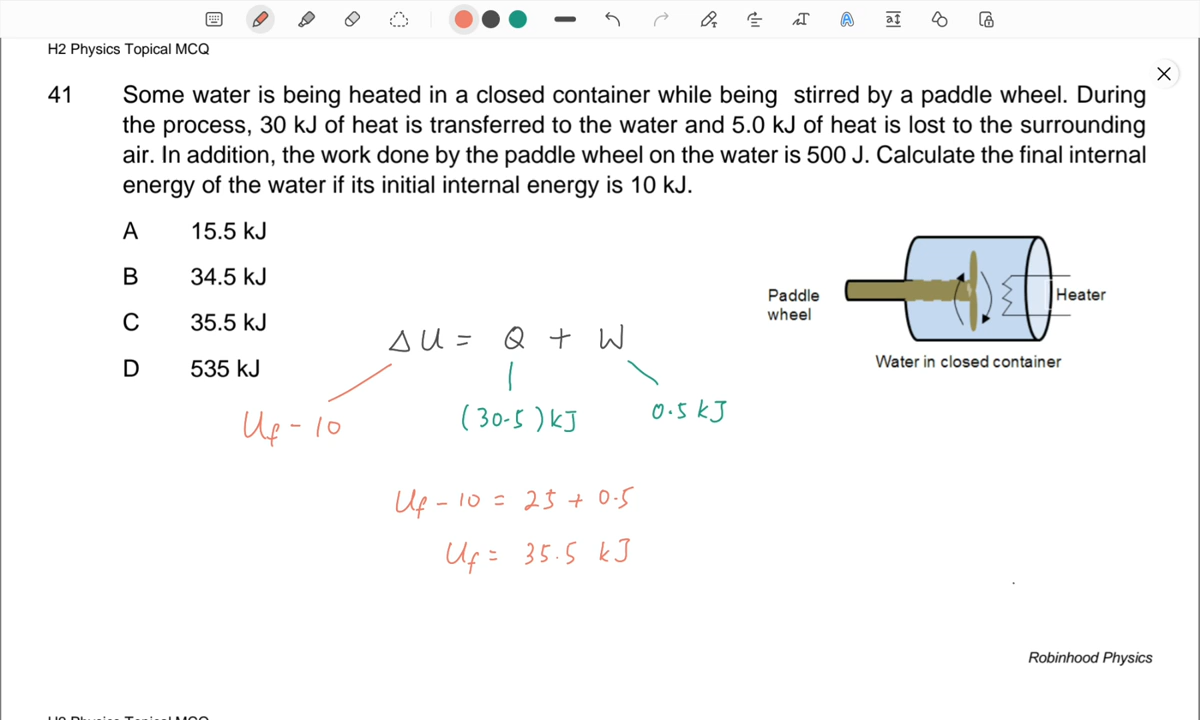 H2 Physics Topical MCQ
41 Some water is being heated in a closed container while being stirred by a paddle wheel. During
the process, 30 kJ of heat is transferred to the water and 5.0 kJ of heat is lost to the surrounding
air. In addition, the work done by the paddle wheel on the water is 500 J. Calculate the final internal
energy of the water if its initial internal energy is 10 kJ.
A 15.5 kJ
B 34.5 kJ
C 35.5 kJ
D 535 kJ
ΔU = Q + W
Uf - 10 (30-5) kJ 0.5 kJ
Uf - 10 = 25 + 0.5
Uf = 35.5 kJ
Paddle
wheel
Heater
Water in closed container
Robinhood Physics